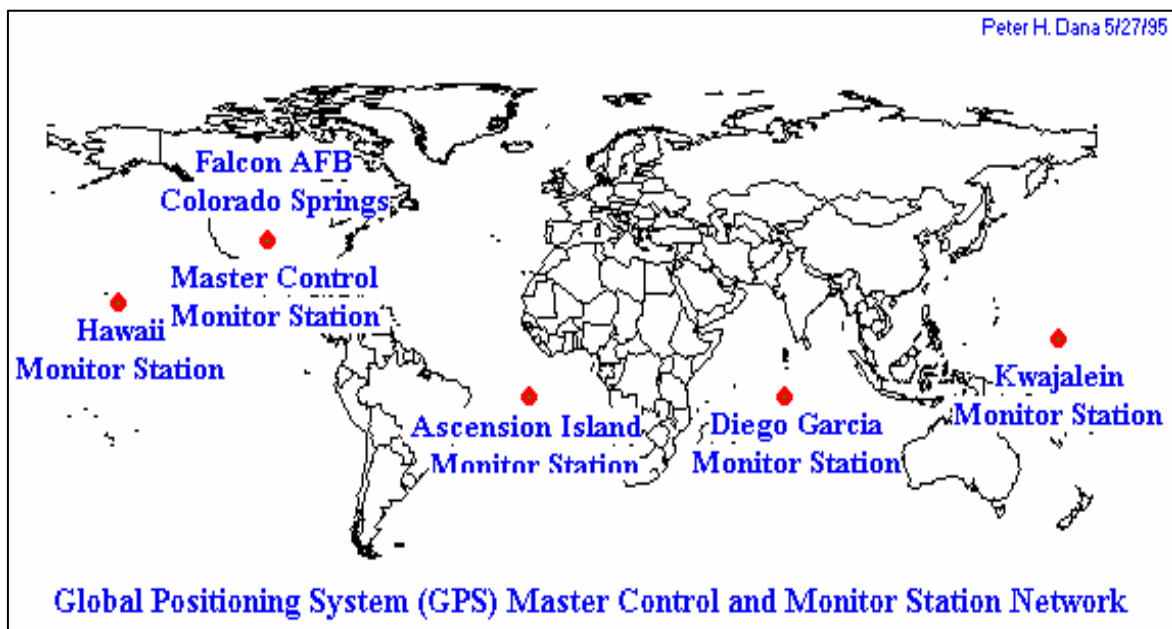 Peter H. Dana 5/27/95
Falcon AFB
Colorado Springs
Master Control
Monitor Station
Hawaii
Monitor Station
Ascension Island
Monitor Station
Diego Garcia
Monitor Station
Kwajalein
Monitor Station
Global Positioning System (GPS) Master Control and Monitor Station Network